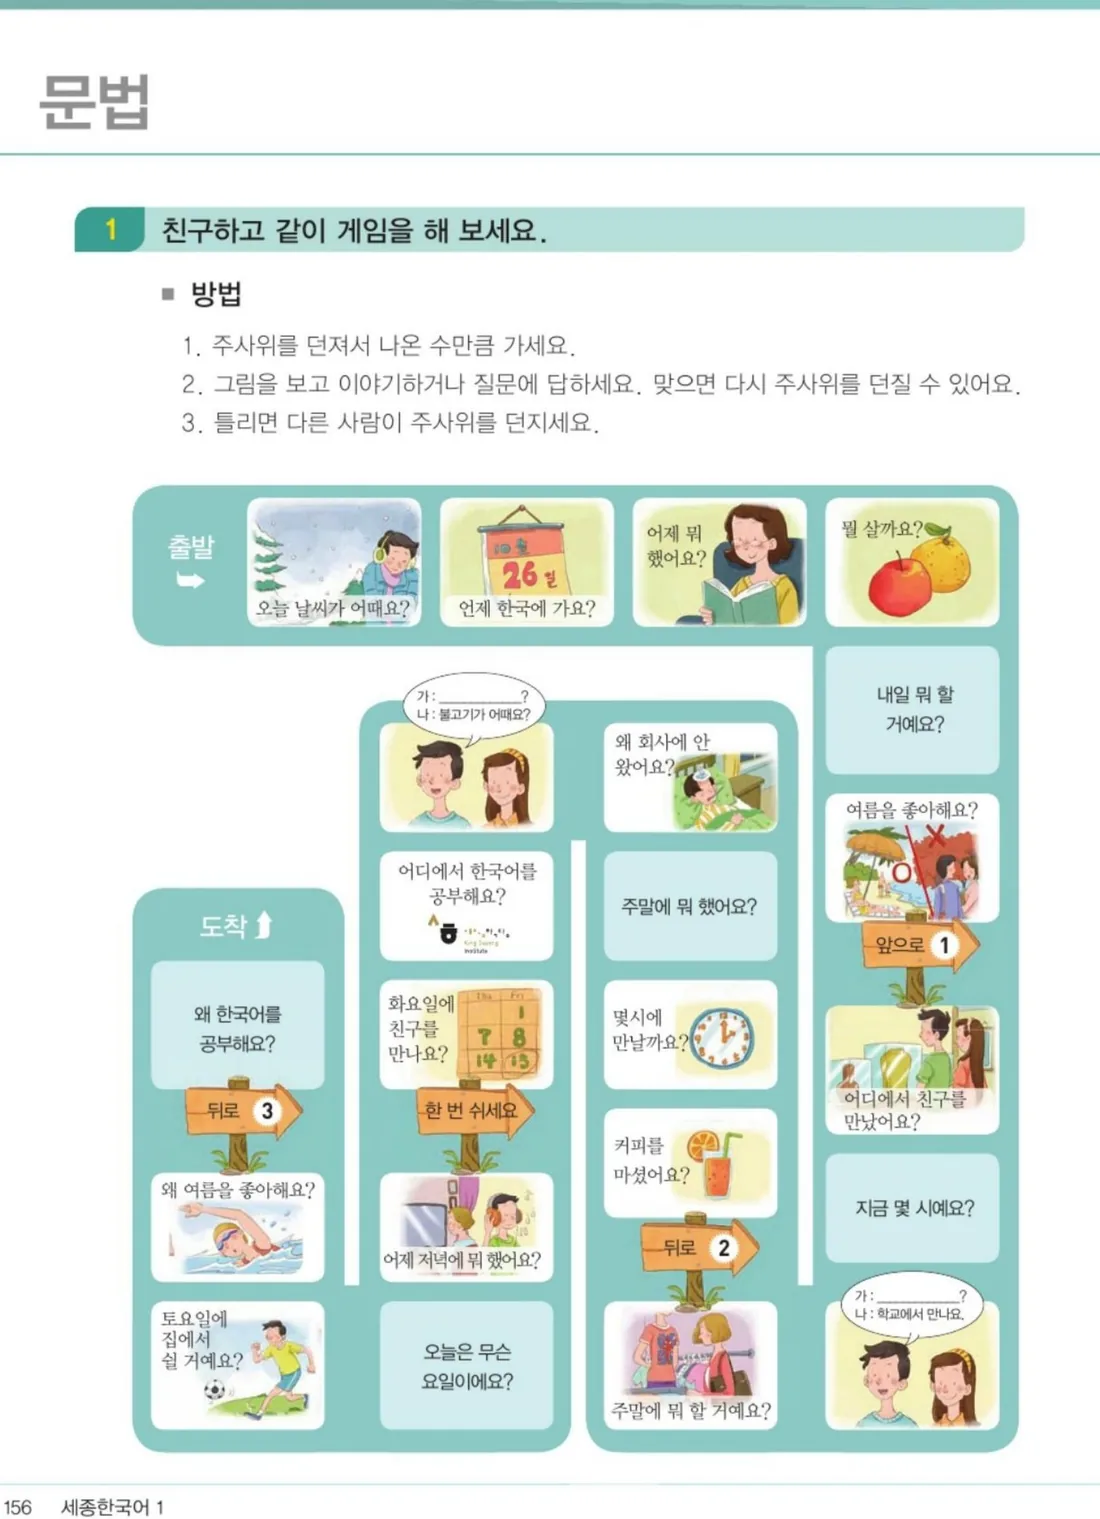 문법
1 친구하고 같이 게임을 해 보세요.
■ 방법
1. 주사위를 던져서 나온 수만큼 가세요.
2. 그림을 보고 이야기하거나 질문에 답하세요. 맞으면 다시 주사위를 던질 수 있어요.
3. 틀리면 다른 사람이 주사위를 던지세요.
출발
오늘 날씨가 어때요?
10월
26일
언제 한국에 가요?
어제 뭐
했어요?
뭘 살까요?
내일 뭐 할
거예요?
여름을 좋아해요?
O X
앞으로 1
어디에서 친구를
만났어요?
지금 몇 시예요?
가 : ____________?
나 : 학교에서 만나요.
주말에 뭐 할 거예요?
뒤로 2
커피를
마셨어요?
몇시에
만날까요?
주말에 뭐 했어요?
왜 회사에 안
왔어요?
가 : ____________?
나 : 불고기가 어때요?
어디에서 한국어를
공부해요?
King Sejong
Institute
화요일에
친구를
만나요?
Thu Fri
1
7 8
14 15
한 번 쉬세요
어제 저녁에 뭐 했어요?
오늘은 무슨
요일이에요?
토요일에
집에서
쉴 거예요?
왜 여름을 좋아해요?
뒤로 3
왜 한국어를
공부해요?
도착
156 세종한국어 1